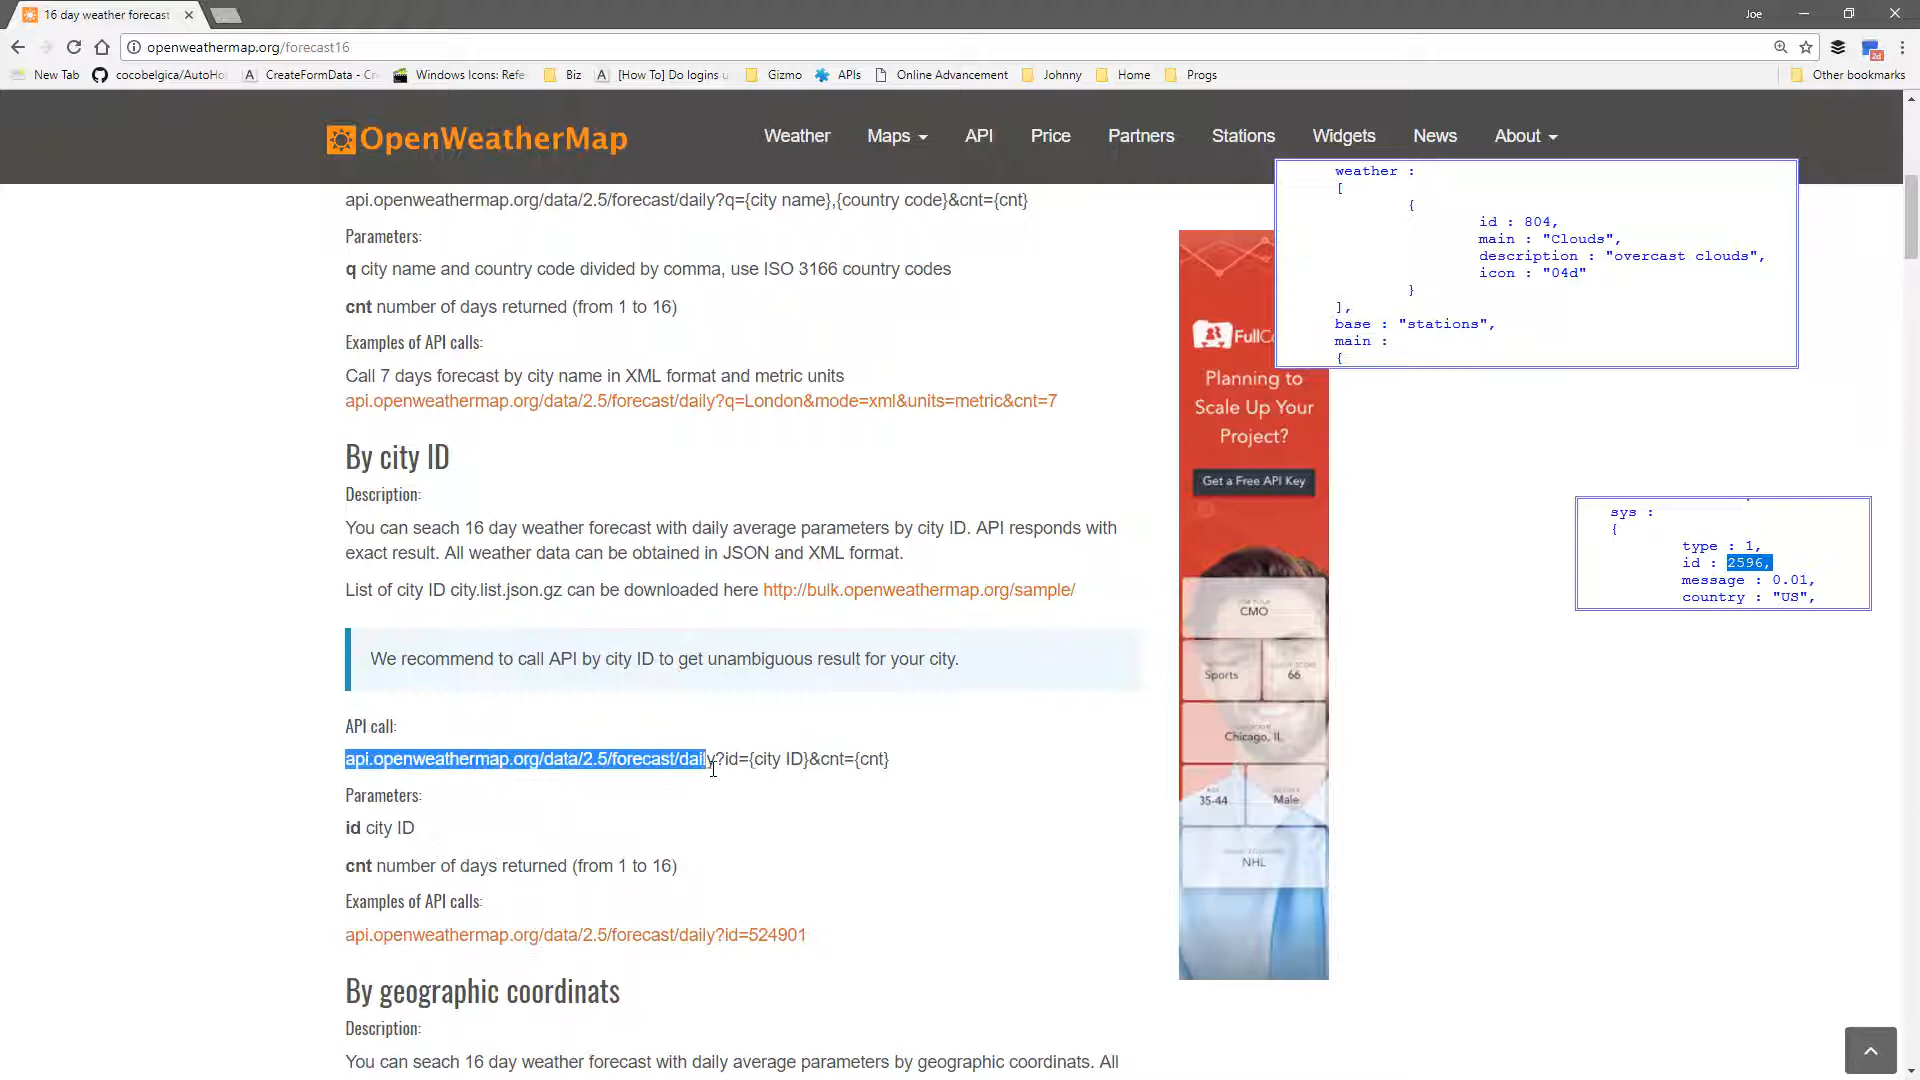 16 day weather forecast
Joe
openweathermap.org/forecast16
2d
New Tab
cocobelgica/AutoHo
CreateFormData - Cr
Windows Icons: Refe
Biz
[How To] Do logins u
Gizmo
APIs
Online Advancement
Johnny
Home
Progs
Other bookmarks
OpenWeatherMap
Weather
Maps
API
Price
Partners
Stations
Widgets
News
About
api.openweathermap.org/data/2.5/forecast/daily?q={city name},{country code}&cnt={cnt}
Parameters:
q city name and country code divided by comma, use ISO 3166 country codes
cnt number of days returned (from 1 to 16)
Examples of API calls:
Call 7 days forecast by city name in XML format and metric units
api.openweathermap.org/data/2.5/forecast/daily?q=London&mode=xml&units=metric&cnt=7
By city ID
Description:
You can seach 16 day weather forecast with daily average parameters by city ID. API responds with
exact result. All weather data can be obtained in JSON and XML format.
List of city ID city.list.json.gz can be downloaded here http://bulk.openweathermap.org/sample/
We recommend to call API by city ID to get unambiguous result for your city.
API call:
api.openweathermap.org/data/2.5/forecast/daily?id={city ID}&cnt={cnt}
Parameters:
id city ID
cnt number of days returned (from 1 to 16)
Examples of API calls:
api.openweathermap.org/data/2.5/forecast/daily?id=524901
By geographic coordinats
Description:
You can seach 16 day weather forecast with daily average parameters by geographic coordinats. All
weather :
[
{
id : 804,
main : "Clouds",
description : "overcast clouds",
icon : "04d"
}
],
base : "stations",
main :
{
FullC
Planning to
Scale Up Your
Project?
Get a Free API Key
CMO
Sports
66
Chicago, IL
35-44
Male
NHL
sys :
{
type : 1,
id : 2596,
message : 0.01,
country : "US",